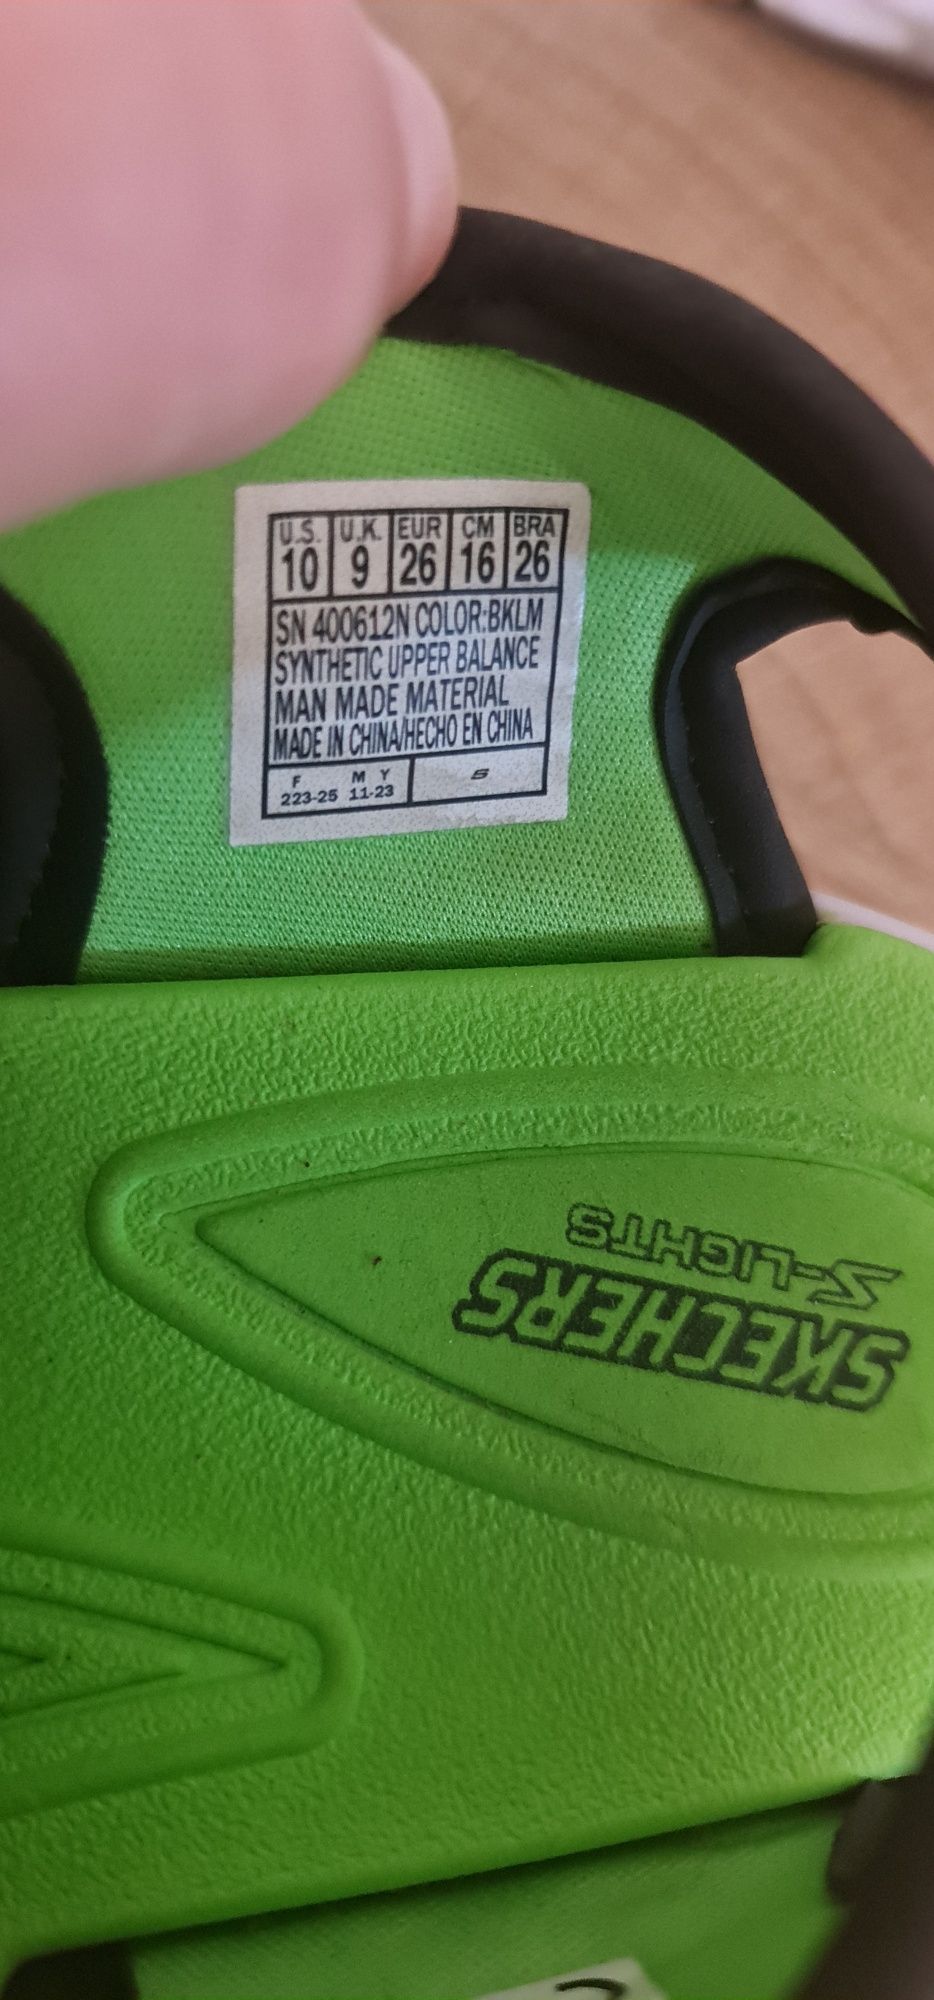 U.S. U.K. EUR CM BRA
10 9 26 16 26
SN 400612N COLOR:BKLM
SYNTHETIC UPPER BALANCE
MAN MADE MATERIAL
MADE IN CHINA/HECHO EN CHINA
F M Y
223-25 11-23
S
SKECHERS
S-LIGHTS